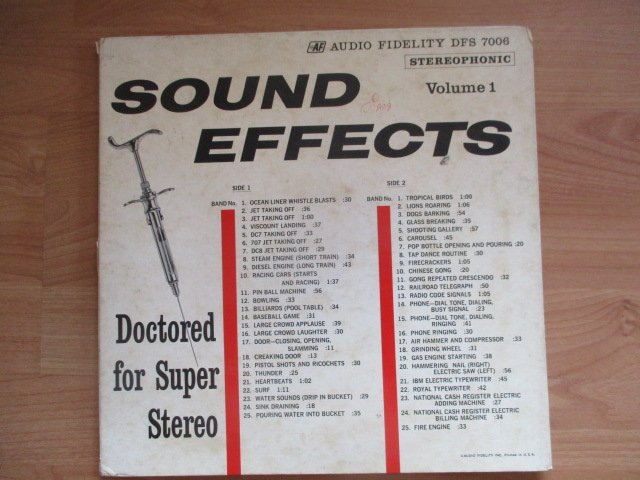 AF AUDIO FIDELITY DFS 7006
STEREOPHONIC
SOUND
Volume 1
EFFECTS
SIDE 1
BAND No. 1. OCEAN LINER WHISTLE BLASTS :30
2. JET TAKING OFF :36
3. JET TAKING OFF 1:00
4. VISCOUNT LANDING :37
5. DC7 TAKING OFF :33
6. 707 JET TAKING OFF :27
7. DC8 JET TAKING OFF :29
8. STEAM ENGINE (SHORT TRAIN) :34
9. DIESEL ENGINE (LONG TRAIN) :43
10. RACING CARS (STARTS
AND RACING) 1:37
11. PIN BALL MACHINE :56
12. BOWLING :33
13. BILLIARDS (POOL TABLE) :34
14. BASEBALL GAME :31
15. LARGE CROWD APPLAUSE :39
16. LARGE CROWD LAUGHTER :30
17. DOOR—CLOSING, OPENING,
SLAMMING :11
18. CREAKING DOOR :13
19. PISTOL SHOTS AND RICOCHETS :30
20. THUNDER :25
21. HEARTBEATS 1:02
22. SURF 1:11
23. WATER SOUNDS (DRIP IN BUCKET) :29
24. SINK DRAINING :18
25. POURING WATER INTO BUCKET :35
SIDE 2
BAND No. 1. TROPICAL BIRDS 1:00
2. LIONS ROARING 1:06
3. DOGS BARKING :54
4. GLASS BREAKING :35
5. SHOOTING GALLERY :57
6. CAROUSEL :45
7. POP BOTTLE OPENING AND POURING :20
8. TAP DANCE ROUTINE :30
9. FIRECRACKERS 1:05
10. CHINESE GONG :20
11. GONG REPEATED CRESCENDO :32
12. RAILROAD TELEGRAPH :50
13. RADIO CODE SIGNALS 1:05
14. PHONE—DIAL TONE, DIALING,
BUSY SIGNAL :23
15. PHONE—DIAL TONE, DIALING,
RINGING :41
16. PHONE RINGING :30
17. AIR HAMMER AND COMPRESSOR :33
18. GRINDING WHEEL :31
19. GAS ENGINE STARTING :38
20. HAMMERING NAIL (RIGHT)
ELECTRIC SAW (LEFT) :56
21. IBM ELECTRIC TYPEWRITER :45
22. ROYAL TYPEWRITER :42
23. NATIONAL CASH REGISTER ELECTRIC
ADDING MACHINE :27
24. NATIONAL CASH REGISTER ELECTRIC
BILLING MACHINE :34
25. FIRE ENGINE :33
Doctored
for Super
Stereo
©AUDIO FIDELITY INC. Printed in U.S.A.